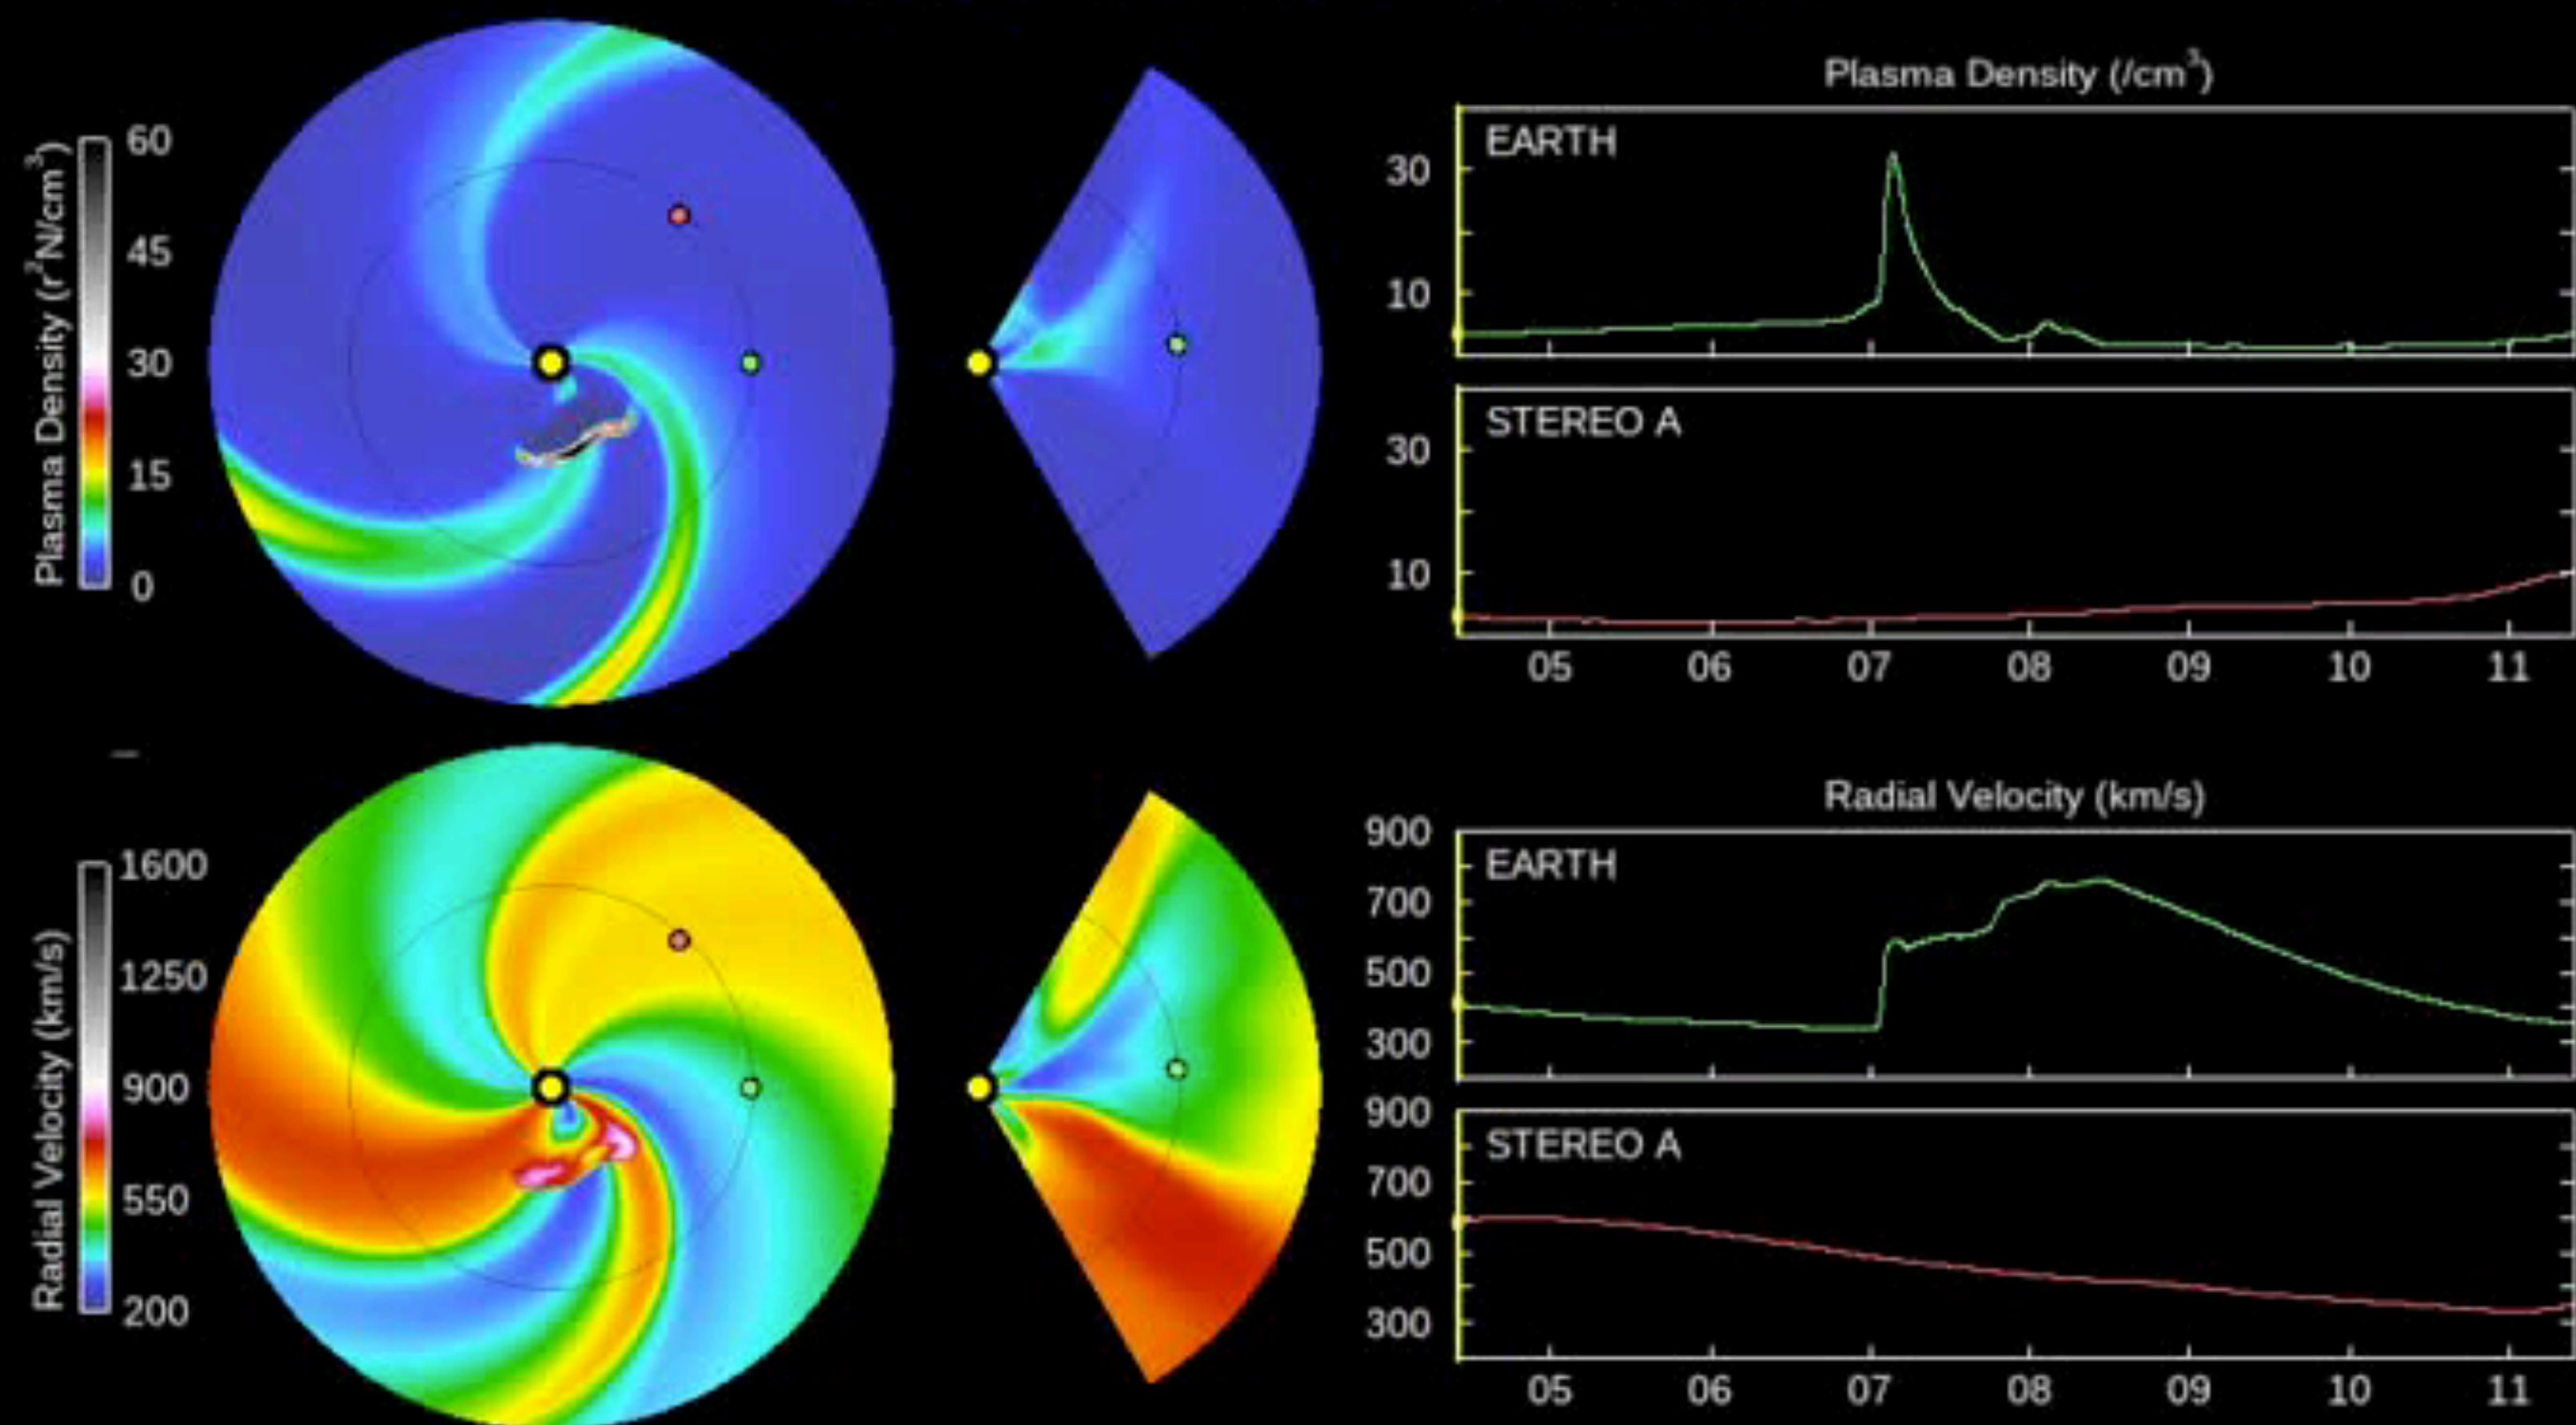 Plasma Density (r²N/cm³)
60
45
30
15
0
Plasma Density (/cm³)
EARTH
30
10
STEREO A
30
10
05 06 07 08 09 10 11
Radial Velocity (km/s)
1600
1250
900
550
200
Radial Velocity (km/s)
EARTH
900
700
500
300
STEREO A
900
700
500
300
05 06 07 08 09 10 11